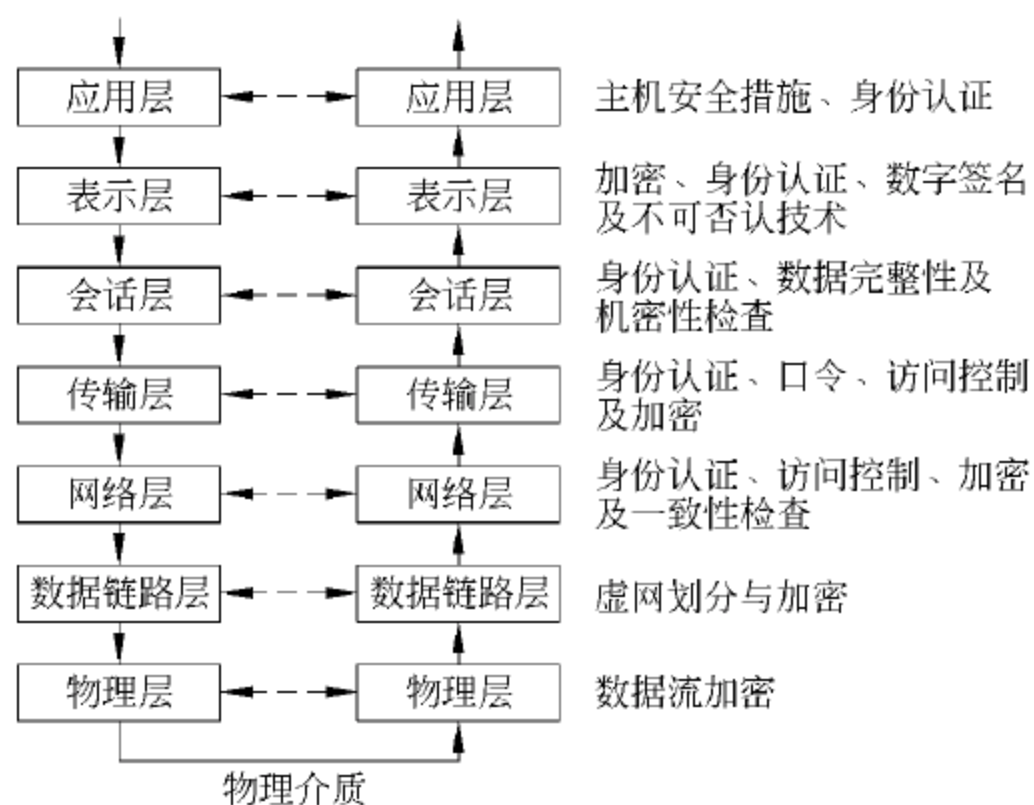 应用层 应用层 主机安全措施、身份认证
表示层 表示层 加密、身份认证、数字签名
及不可否认技术
会话层 会话层 身份认证、数据完整性及
机密性检查
传输层 传输层 身份认证、口令、访问控制
及加密
网络层 网络层 身份认证、访问控制、加密
及一致性检查
数据链路层 数据链路层 虚网划分与加密
物理层 物理层 数据流加密
物理介质